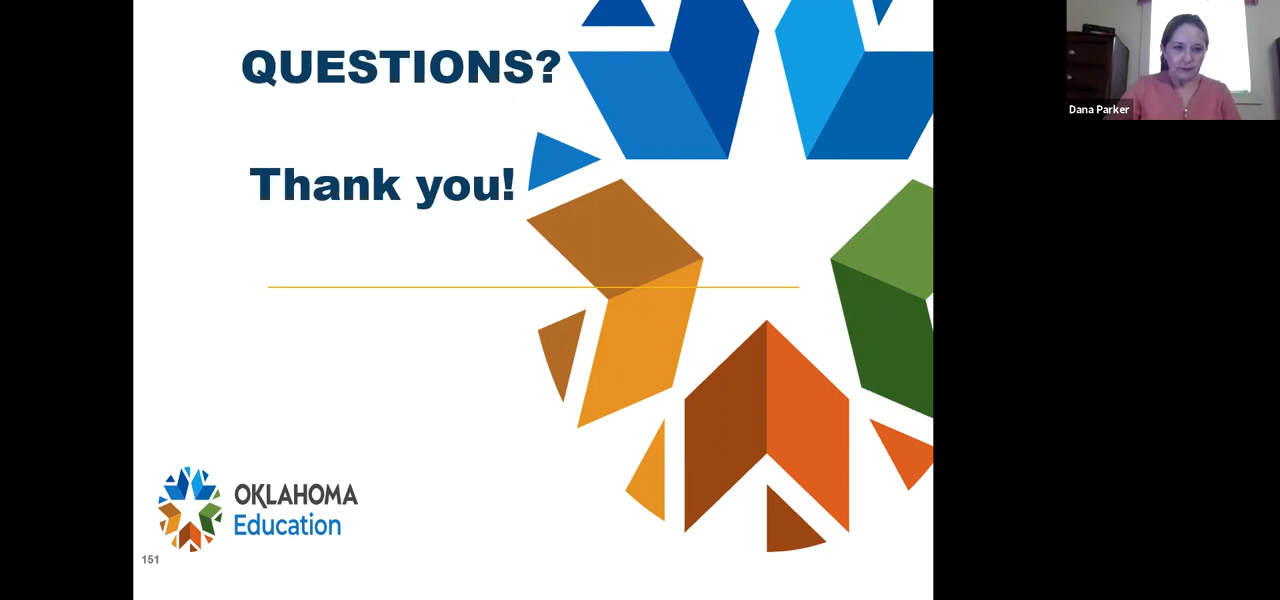 QUESTIONS?
Thank you!
OKLAHOMA
Education
151
Dana Parker